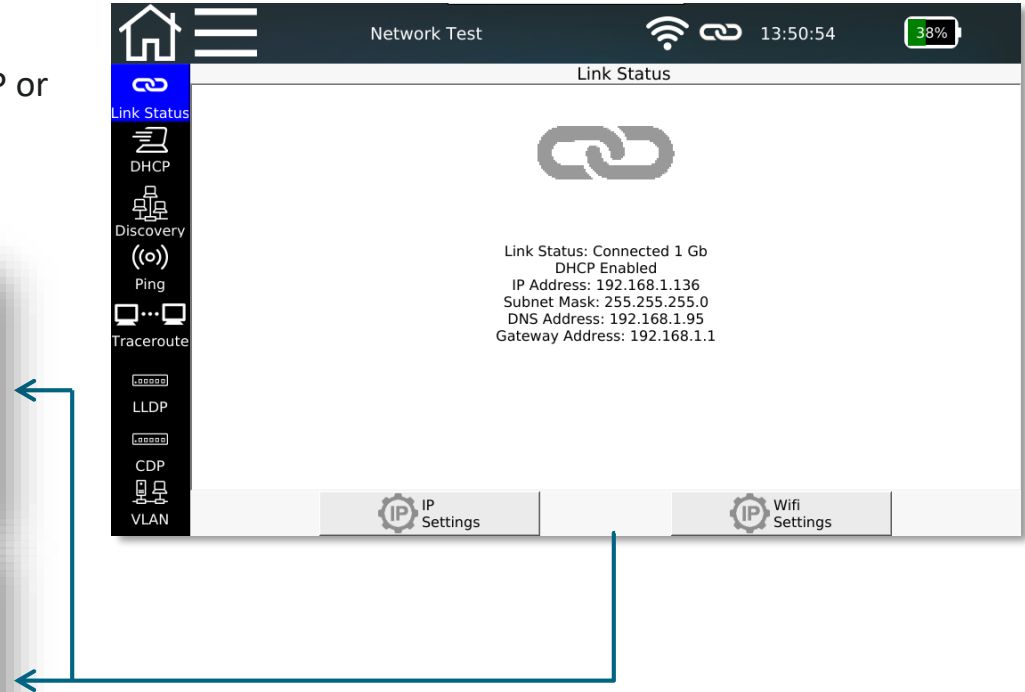 P or
Network Test
13:50:54
38%
Link Status
Link Status
DHCP
Discovery
Ping
Traceroute
LLDP
CDP
VLAN
Link Status: Connected 1 Gb
DHCP Enabled
IP Address: 192.168.1.136
Subnet Mask: 255.255.255.0
DNS Address: 192.168.1.95
Gateway Address: 192.168.1.1
IP
IP
Settings
IP
Wifi
Settings